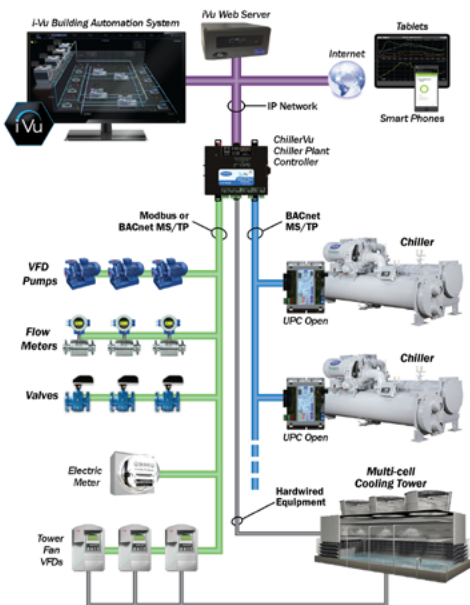 i-Vu Building Automation System
iVu Web Server
Tablets
Internet
Smart Phones
IP Network
i Vu
ChillerVu
Chiller Plant
Controller
Modbus or
BACnet MS/TP
BACnet
MS/TP
VFD
Pumps
Chiller
UPC Open
Flow
Meters
Valves
Chiller
UPC Open
Electric
Meter
Multi-cell
Cooling Tower
Hardwired
Equipment
Tower
Fan
VFDs